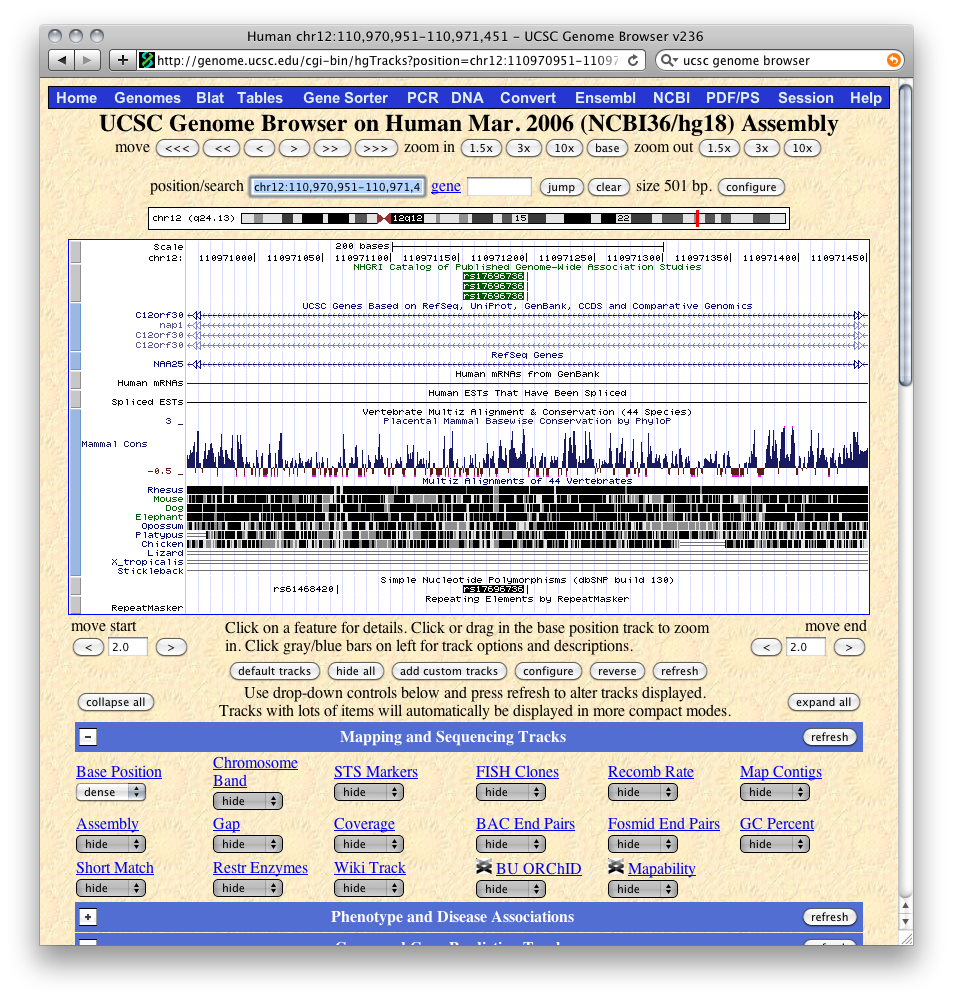 Human chr12:110,970,951-110,971,451 – UCSC Genome Browser v236
http://genome.ucsc.edu/cgi-bin/hgTracks?position=chr12:110970951-11097
ucsc genome browser
Home Genomes Blat Tables Gene Sorter PCR DNA Convert Ensembl NCBI PDF/PS Session Help
UCSC Genome Browser on Human Mar. 2006 (NCBI36/hg18) Assembly
move <<< << < > >> >>> zoom in 1.5x 3x 10x base zoom out 1.5x 3x 10x
position/search chr12:110,970,951-110,971,4 gene jump clear size 501 bp. configure
chr12 (q24.13) 12q12 15 22
Scale 200 bases
chr12: 110971000| 110971050| 110971100| 110971150| 110971200| 110971250| 110971300| 110971350| 110971400| 110971450|
NHGRI Catalog of Published Genome-Wide Association Studies
rs17696736
rs17696736
rs17696736
UCSC Genes Based on RefSeq, UniProt, GenBank, CCDS and Comparative Genomics
C12orf30
nap1
C12orf30
C12orf30
RefSeq Genes
NAA25
Human mRNAs from GenBank
Human mRNAs
Human ESTs That Have Been Spliced
Spliced ESTs
Vertebrate Multiz Alignment & Conservation (44 Species)
Placental Mammal Basewise Conservation by PhyloP
3 _
Mammal Cons
-0.5 _
Multiz Alignments of 44 Vertebrates
Rhesus
Mouse
Dog
Elephant
Opossum
Platypus
Chicken
Lizard
X_tropicalis
Stickleback
Simple Nucleotide Polymorphisms (dbSNP build 130)
rs61468420 rs17696736
Repeating Elements by RepeatMasker
RepeatMasker
move start Click on a feature for details. Click or drag in the base position track to zoom move end
< 2.0 > in. Click gray/blue bars on left for track options and descriptions. < 2.0 >
default tracks hide all add custom tracks configure reverse refresh
collapse all Use drop-down controls below and press refresh to alter tracks displayed. expand all
Tracks with lots of items will automatically be displayed in more compact modes.
- Mapping and Sequencing Tracks refresh
Base Position Chromosome Band STS Markers FISH Clones Recomb Rate Map Contigs
dense hide hide hide hide hide
Assembly Gap Coverage BAC End Pairs Fosmid End Pairs GC Percent
hide hide hide hide hide hide
Short Match Restr Enzymes Wiki Track BU ORChID Mapability
hide hide hide hide hide
+ Phenotype and Disease Associations refresh